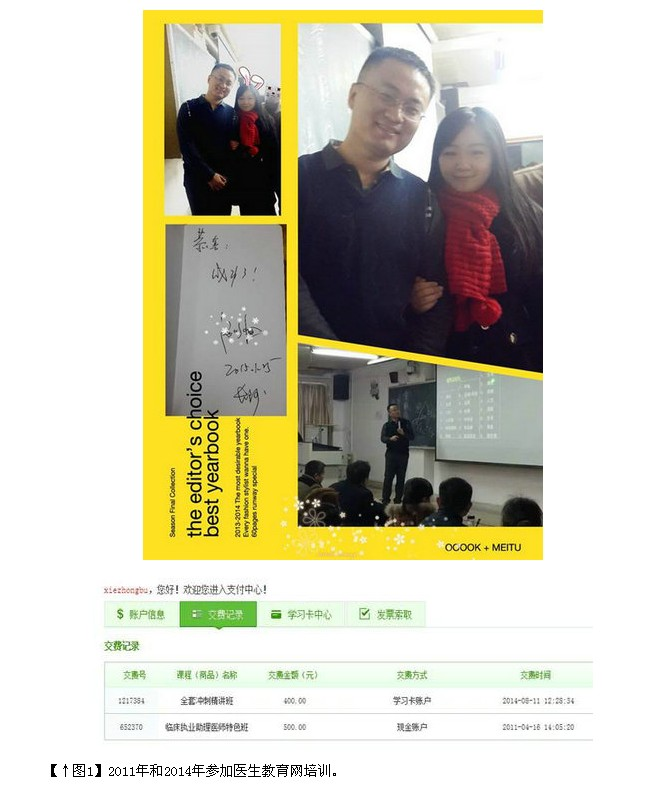 成功了!
Season Final Collection
the editor's choice
best yearbook
2013-2014 The most desirable yearbook
Every fashion stylist wanna have one.
60pages runway special
OOOOK + MEITU
xiezhongbu，您好！欢迎您进入支付中心！
$ 账户信息 交费记录 学习卡中心 发票索取
交费记录
交费号 课程（商品）名称 交费金额（元） 交费方式 交费时间
1217384 全套冲刺精讲班 400.00 学习卡账户 2014-08-11 12:28:34
652370 临床执业助理医师特色班 500.00 现金账户 2011-04-16 14:05:20
【↑图1】2011年和2014年参加医生教育网培训。